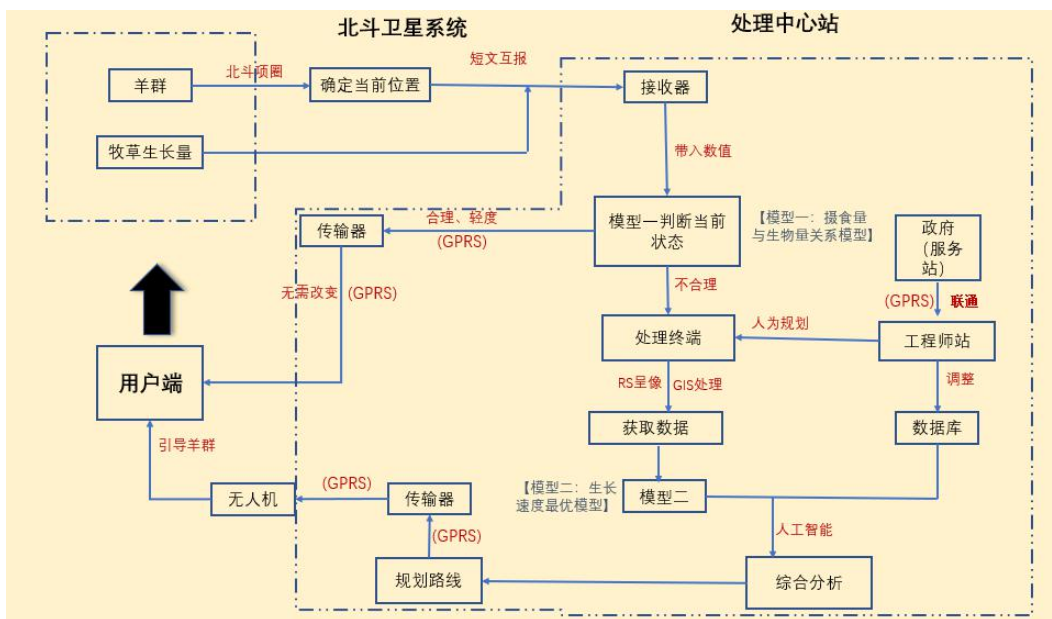 北斗卫星系统
处理中心站
羊群
北斗项圈
确定当前位置
短文互报
接收器
牧草生长量
带入数值
传输器
合理、轻度
(GPRS)
模型一判断当前
状态
【模型一：摄食量
与生物量关系模型】
政府
（服务
站）
无需改变
(GPRS)
不合理
(GPRS)
联通
处理终端
人为规划
工程师站
用户端
RS呈像
GIS处理
调整
获取数据
数据库
引导羊群
无人机
(GPRS)
传输器
【模型二：生长
速度最优模型】
模型二
(GPRS)
人工智能
规划路线
综合分析